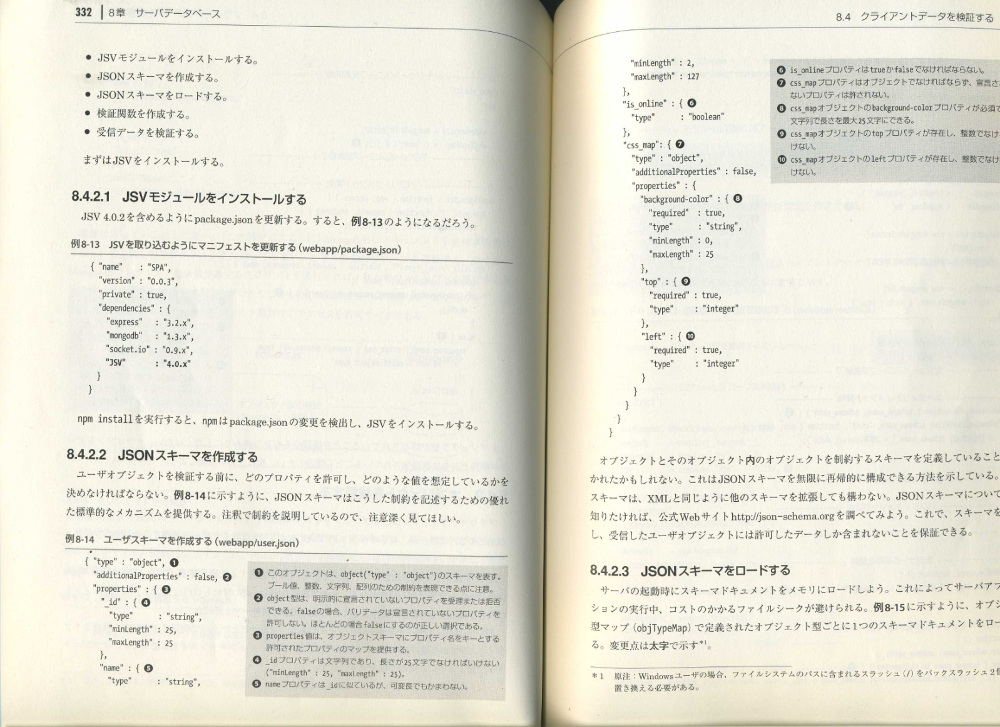 332 8章 サーバデータベース
● JSVモジュールをインストールする。
● JSONスキーマを作成する。
● JSONスキーマをロードする。
● 検証関数を作成する。
● 受信データを検証する。
まずはJSVをインストールする。
8.4.2.1 JSVモジュールをインストールする
JSV 4.0.2を含めるようにpackage.jsonを更新する。すると、例8-13のようになるだろう。
例8-13 JSVを取り込むようにマニフェストを更新する(webapp/package.json)
{ "name" : "SPA",
"version" : "0.0.3",
"private" : true,
"dependencies" : {
"express" : "3.2.x",
"mongodb" : "1.3.x",
"socket.io" : "0.9.x",
"JSV" : "4.0.x"
}
}
npm installを実行すると、npmはpackage.jsonの変更を検出し、JSVをインストールする。
8.4.2.2 JSONスキーマを作成する
ユーザオブジェクトを検証する前に、どのプロパティを許可し、どのような値を想定しているかを
決めなければならない。例8-14に示すように、JSONスキーマはこうした制約を記述するための優れ
た標準的なメカニズムを提供する。注釈で制約を説明しているので、注意深く見てほしい。
例8-14 ユーザスキーマを作成する(webapp/user.json)
{ "type" : "object", ❶
"additionalProperties" : false, ❷
"properties" : { ❸
"_id" : { ❹
"type" : "string",
"minLength" : 25,
"maxLength" : 25
},
"name" : { ❺
"type" : "string",
❶ このオブジェクトは、object("type" : "object")のスキーマを表す。
ブール値、整数、文字列、配列のための制約を表現できる点に注意。
❷ object型は、明示的に宣言されていないプロパティを受理または拒否
できる。falseの場合、バリデータは宣言されていないプロパティを
許可しない。ほとんどの場合falseにするのが正しい選択である。
❸ properties値は、オブジェクトスキーマにプロパティ名をキーとする
許可されたプロパティのマップを提供する。
❹ _idプロパティは文字列であり、長さが25文字でなければいけない
("minLength" : 25, "maxLength" : 25)。
❺ nameプロパティは_idに似ているが、可変長でもかまわない。
8.4 クライアントデータを検証する
"minLength" : 2,
"maxLength" : 127
},
"is_online" : { ❻
"type" : "boolean"
},
"css_map": { ❼
"type" : "object",
"additionalProperties" : false,
"properties" : {
"background-color" : { ❽
"required" : true,
"type" : "string",
"minLength" : 0,
"maxLength" : 25
},
"top" : { ❾
"required" : true,
"type" : "integer"
},
"left" : { ❿
"required" : true,
"type" : "integer"
}
}
}
}
}
❻ is_onlineプロパティはtrueかfalseでなければならない。
❼ css_mapプロパティはオブジェクトでなければならず、宣言さ
ないプロパティは許されない。
❽ css_mapオブジェクトのbackground-colorプロパティが必須で
文字列で長さを最大25文字にできる。
❾ css_mapオブジェクトのtopプロパティが存在し、整数でなけ
けない。
❿ css_mapオブジェクトのleftプロパティが存在し、整数でなけ
けない。
オブジェクトとそのオブジェクト内のオブジェクトを制約するスキーマを定義していること
かれたかもしれない。これはJSONスキーマを無限に再帰的に構成できる方法を示している。
スキーマは、XMLと同じように他のスキーマを拡張しても構わない。JSONスキーマについて
知りたければ、公式Webサイトhttp://json-schema.orgを調べてみよう。これで、スキーマを
し、受信したユーザオブジェクトには許可したデータしか含まれないことを保証できる。
8.4.2.3 JSONスキーマをロードする
サーバの起動時にスキーマドキュメントをメモリにロードしよう。これによってサーバアプ
ションの実行中、コストのかかるファイルシークが避けられる。例8-15に示すように、オブジ
型マップ(objTypeMap)で定義されたオブジェクト型ごとに1つのスキーマドキュメントをロー
る。変更点は太字で示す*1。
*1 原注:Windowsユーザの場合、ファイルシステムのパスに含まれるスラッシュ(/)をバックスラッシュ2個
置き換える必要がある。